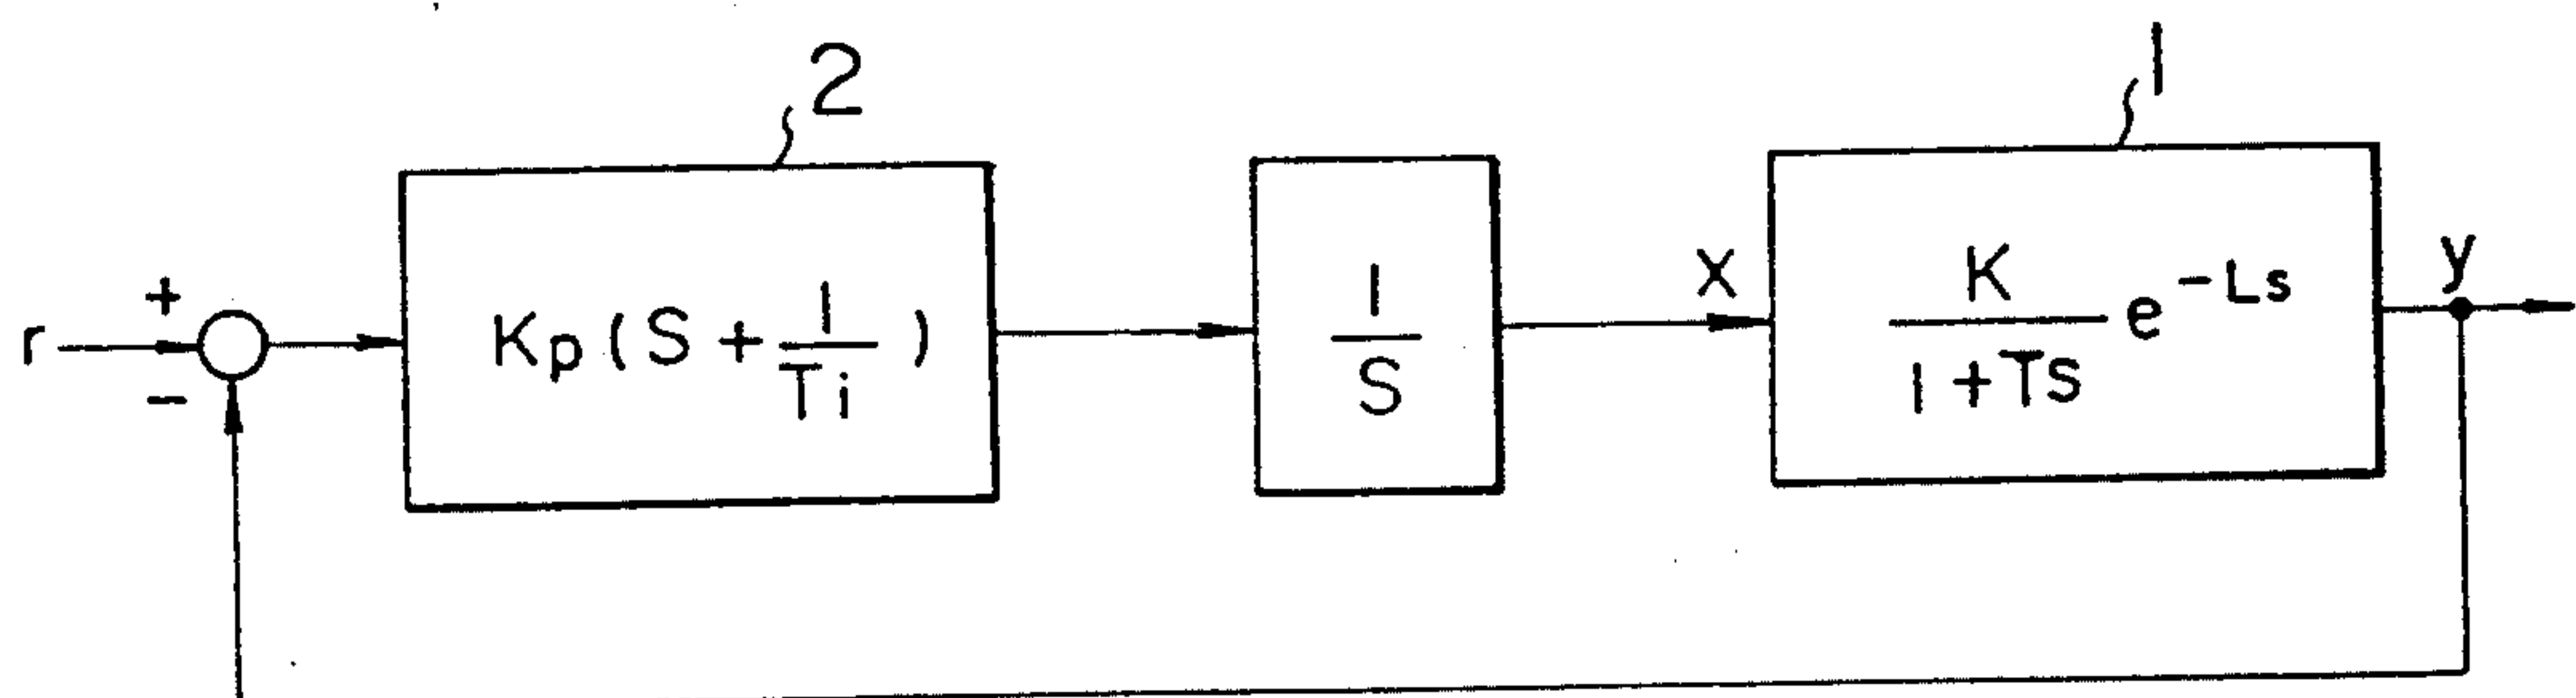 2
1
r
+
-
Kp(S + 1/Ti)
1/S
X
K/(1+TS) e^-Ls
y